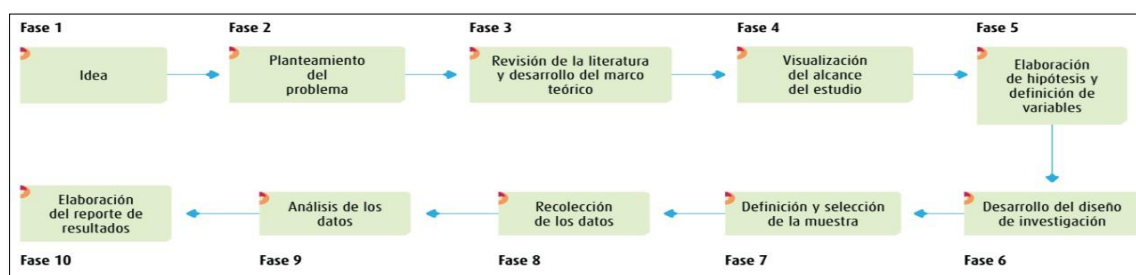 Fase 1
Fase 2
Fase 3
Fase 4
Fase 5
Idea
Planteamiento
del
problema
Revisión de la literatura
y desarrollo del marco
teórico
Visualización
del alcance
del estudio
Elaboración
de hipótesis y
definición de
variables
Desarrollo del diseño
de investigación
Definición y selección
de la muestra
Recolección
de los datos
Análisis de los
datos
Elaboración
del reporte de
resultados
Fase 10
Fase 9
Fase 8
Fase 7
Fase 6